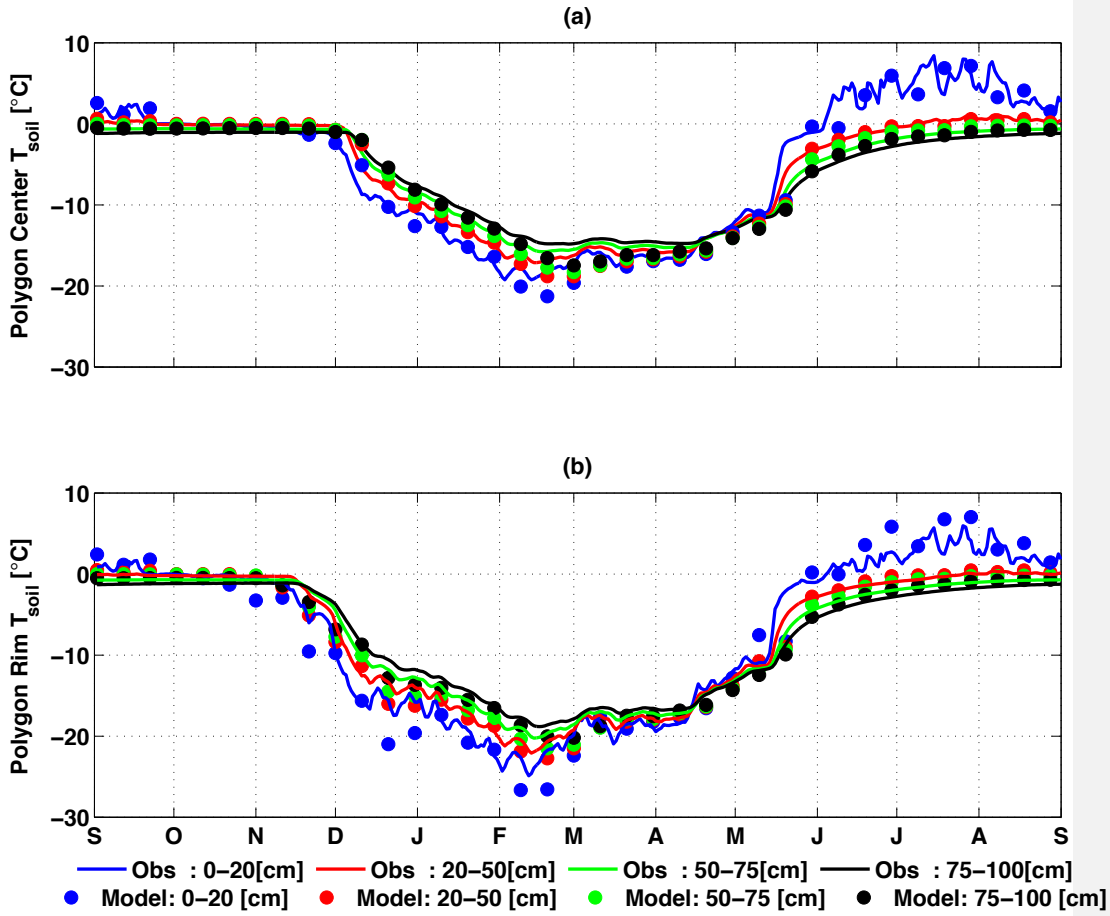 (a)
10
0
−10
−20
−30
Polygon Center T_soil [°C]
(b)
10
0
−10
−20
−30
Polygon Rim T_soil [°C]
S O N D J F M A M J J A S
Obs : 0−20[cm] Obs : 20−50[cm] Obs : 50−75[cm] Obs : 75−100[cm]
Model: 0−20 [cm] Model: 20−50 [cm] Model: 50−75 [cm] Model: 75−100 [cm]